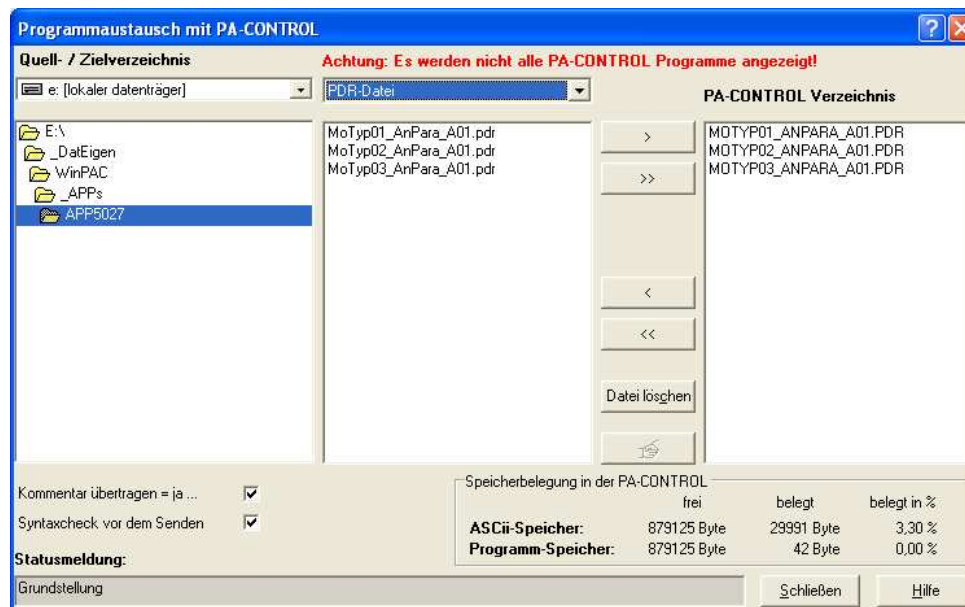 Programmaustausch mit PA-CONTROL
Quell- / Zielverzeichnis
Achtung: Es werden nicht alle PA-CONTROL Programme angezeigt!
e: [lokaler datenträger]
PDR-Datei
PA-CONTROL Verzeichnis
E:\
_DatEigen
WinPAC
_APPs
APP5027
MoTyp01_AnPara_A01.pdr
MoTyp02_AnPara_A01.pdr
MoTyp03_AnPara_A01.pdr
>
>>
<
<<
Datei löschen
MOTYP01_ANPARA_A01.PDR
MOTYP02_ANPARA_A01.PDR
MOTYP03_ANPARA_A01.PDR
Kommentar übertragen = ja ...
Syntaxcheck vor dem Senden
Speicherbelegung in der PA-CONTROL
frei belegt belegt in %
ASCii-Speicher: 879125 Byte 29991 Byte 3,30 %
Programm-Speicher: 879125 Byte 42 Byte 0,00 %
Statusmeldung:
Grundstellung
Schließen
Hilfe